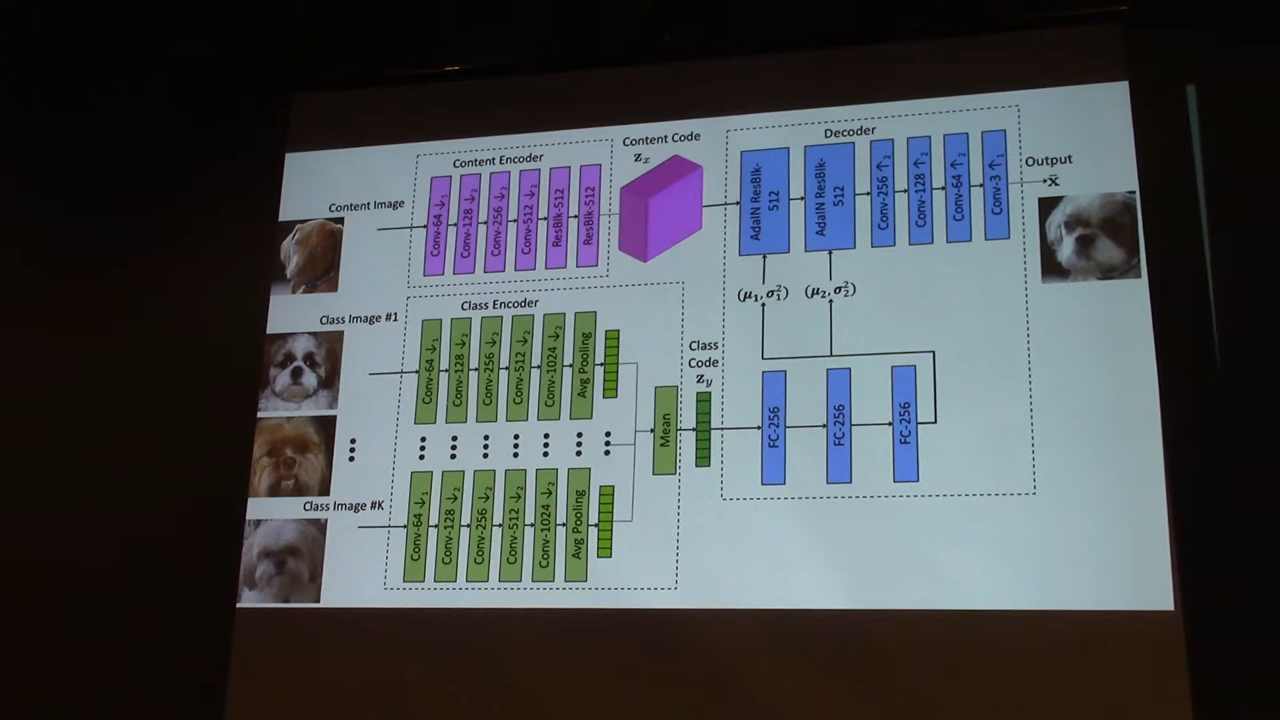 Content Encoder
Content Image
Conv-64 ↓₁
Conv-128 ↓₂
Conv-256 ↓₂
Conv-512 ↓₂
ResBlk-512
ResBlk-512
Content Code
zₓ
Decoder
AdaIN ResBlk-
512
AdaIN ResBlk-
512
Conv-256 ↑₂
Conv-128 ↑₂
Conv-64 ↑₂
Conv-3 ↑₁
Output
x̄
(μ₁, σ₁²)
(μ₂, σ₂²)
Class Encoder
Class Image #1
Conv-64 ↓₁
Conv-128 ↓₂
Conv-256 ↓₂
Conv-512 ↓₂
Conv-1024 ↓₂
Avg Pooling
Class Image #K
Conv-64 ↓₁
Conv-128 ↓₂
Conv-256 ↓₂
Conv-512 ↓₂
Conv-1024 ↓₂
Avg Pooling
Mean
Class
Code
z_y
FC-256
FC-256
FC-256